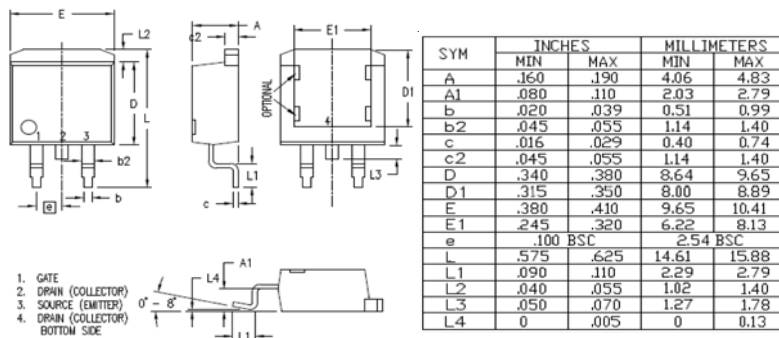 E
L2
D
L
1 2 3
b2
e
b
A
c2
L1
c
E1
OPTIONAL
4
D1
L3
A1
L4
0° - 8°
L1
1. GATE
2. DRAIN (COLLECTOR)
3. SOURCE (EMITTER)
4. DRAIN (COLLECTOR)
BOTTOM SIDE
SYM INCHES MILLIMETERS
MIN MAX MIN MAX
A .160 .190 4.06 4.83
A1 .080 .110 2.03 2.79
b .020 .039 0.51 0.99
b2 .045 .055 1.14 1.40
c .016 .029 0.40 0.74
c2 .045 .055 1.14 1.40
D .340 .380 8.64 9.65
D1 .315 .350 8.00 8.89
E .380 .410 9.65 10.41
E1 .245 .320 6.22 8.13
e .100 BSC 2.54 BSC
L .575 .625 14.61 15.88
L1 .090 .110 2.29 2.79
L2 .040 .055 1.02 1.40
L3 .050 .070 1.27 1.78
L4 0 .005 0 0.13